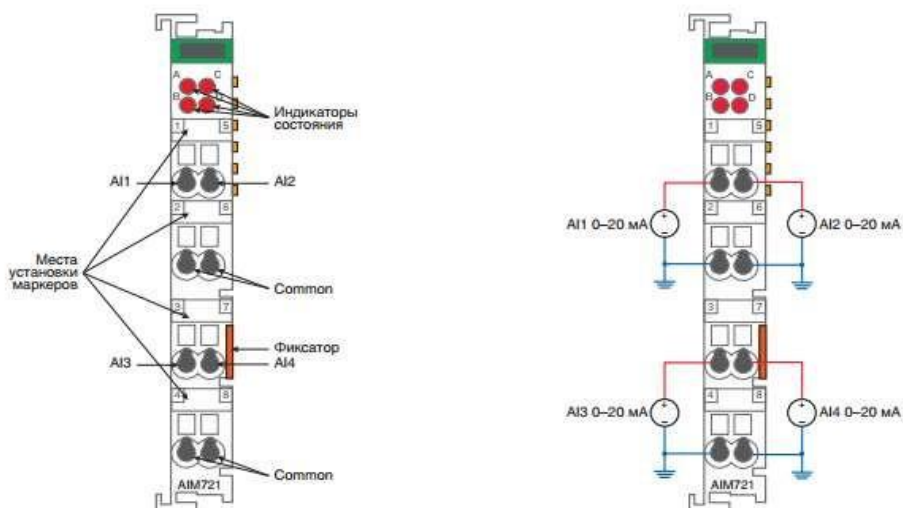 A C
B
Индикаторы
состояния
1 5
AI1 AI2
2 6
Места
установки
маркеров
Common
3 7
Фиксатор
AI3 AI4
4 8
Common
AIM721
A C
B D
1 5
2 6
AI1 0–20 мА AI2 0–20 мА
+ +
– –
3 7
4 8
AI3 0–20 мА AI4 0–20 мА
+ +
– –
AIM721